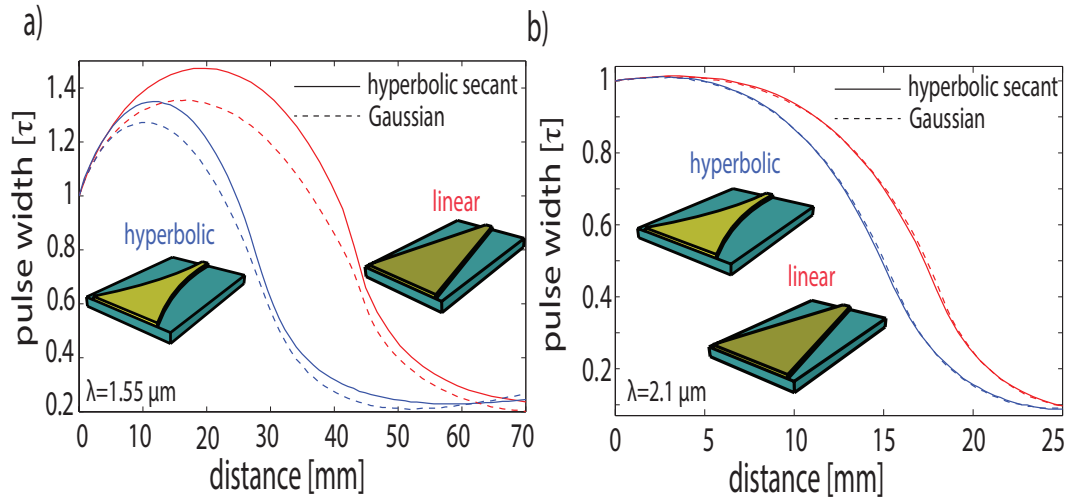 a)
pulse width [τ]
1.4
1.2
1
0.8
0.6
0.4
0.2
hyperbolic secant
Gaussian
hyperbolic
linear
λ=1.55 μm
0 10 20 30 40 50 60 70
distance [mm]
b)
pulse width [τ]
1
0.8
0.6
0.4
0.2
hyperbolic secant
Gaussian
hyperbolic
linear
λ=2.1 μm
0 5 10 15 20 25
distance [mm]